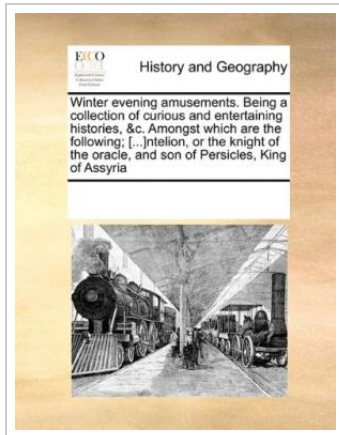 ECCO
History and Geography
Winter evening amusements. Being a
collection of curious and entertaining
histories, &c. Amongst which are the
following; [...]ntelion, or the knight of
the oracle, and son of Persicles, King
of Assyria